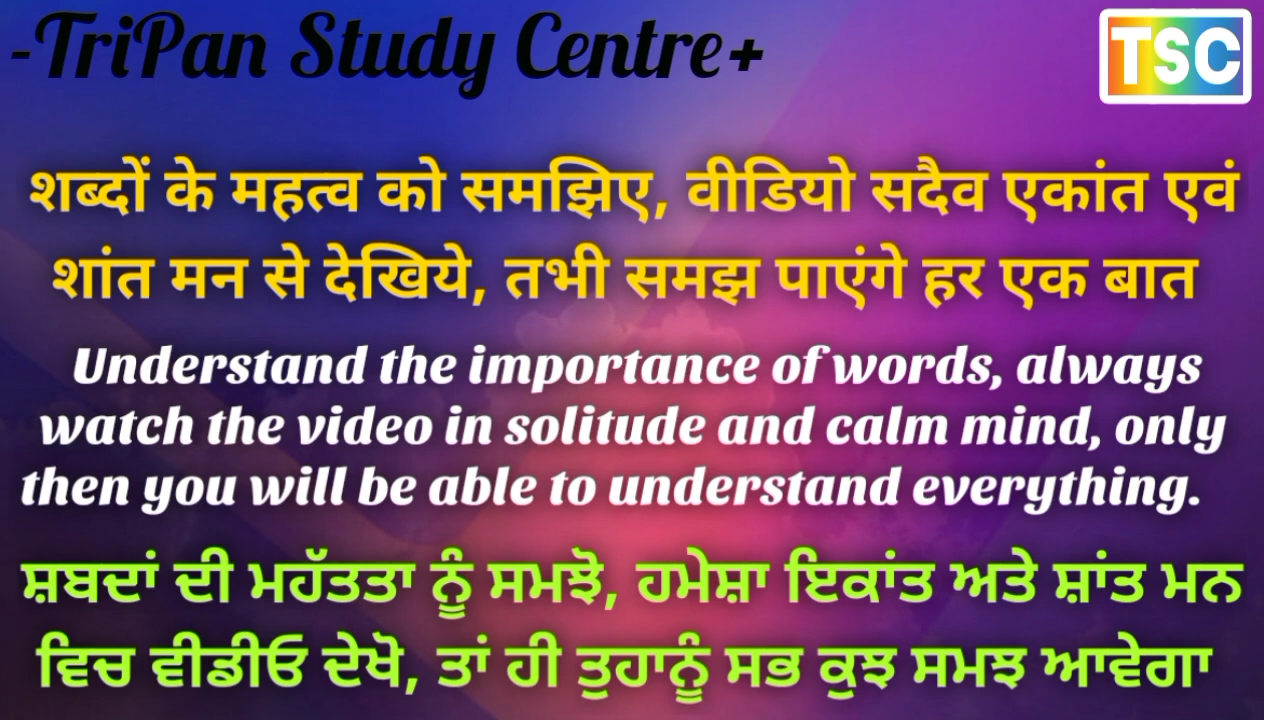 -TriPan Study Centre+
TSC
शब्दों के महत्व को समझिए, वीडियो सदैव एकांत एवं
शांत मन से देखिये, तभी समझ पाएंगे हर एक बात
Understand the importance of words, always
watch the video in solitude and calm mind, only
then you will be able to understand everything.
ਸ਼ਬਦਾਂ ਦੀ ਮਹੱਤਤਾ ਨੂੰ ਸਮਝੋ, ਹਮੇਸ਼ਾ ਇਕਾਂਤ ਅਤੇ ਸ਼ਾਂਤ ਮਨ
ਵਿਚ ਵੀਡੀਓ ਦੇਖੋ, ਤਾਂ ਹੀ ਤੁਹਾਨੂੰ ਸਭ ਕੁਝ ਸਮਝ ਆਵੇਗਾ